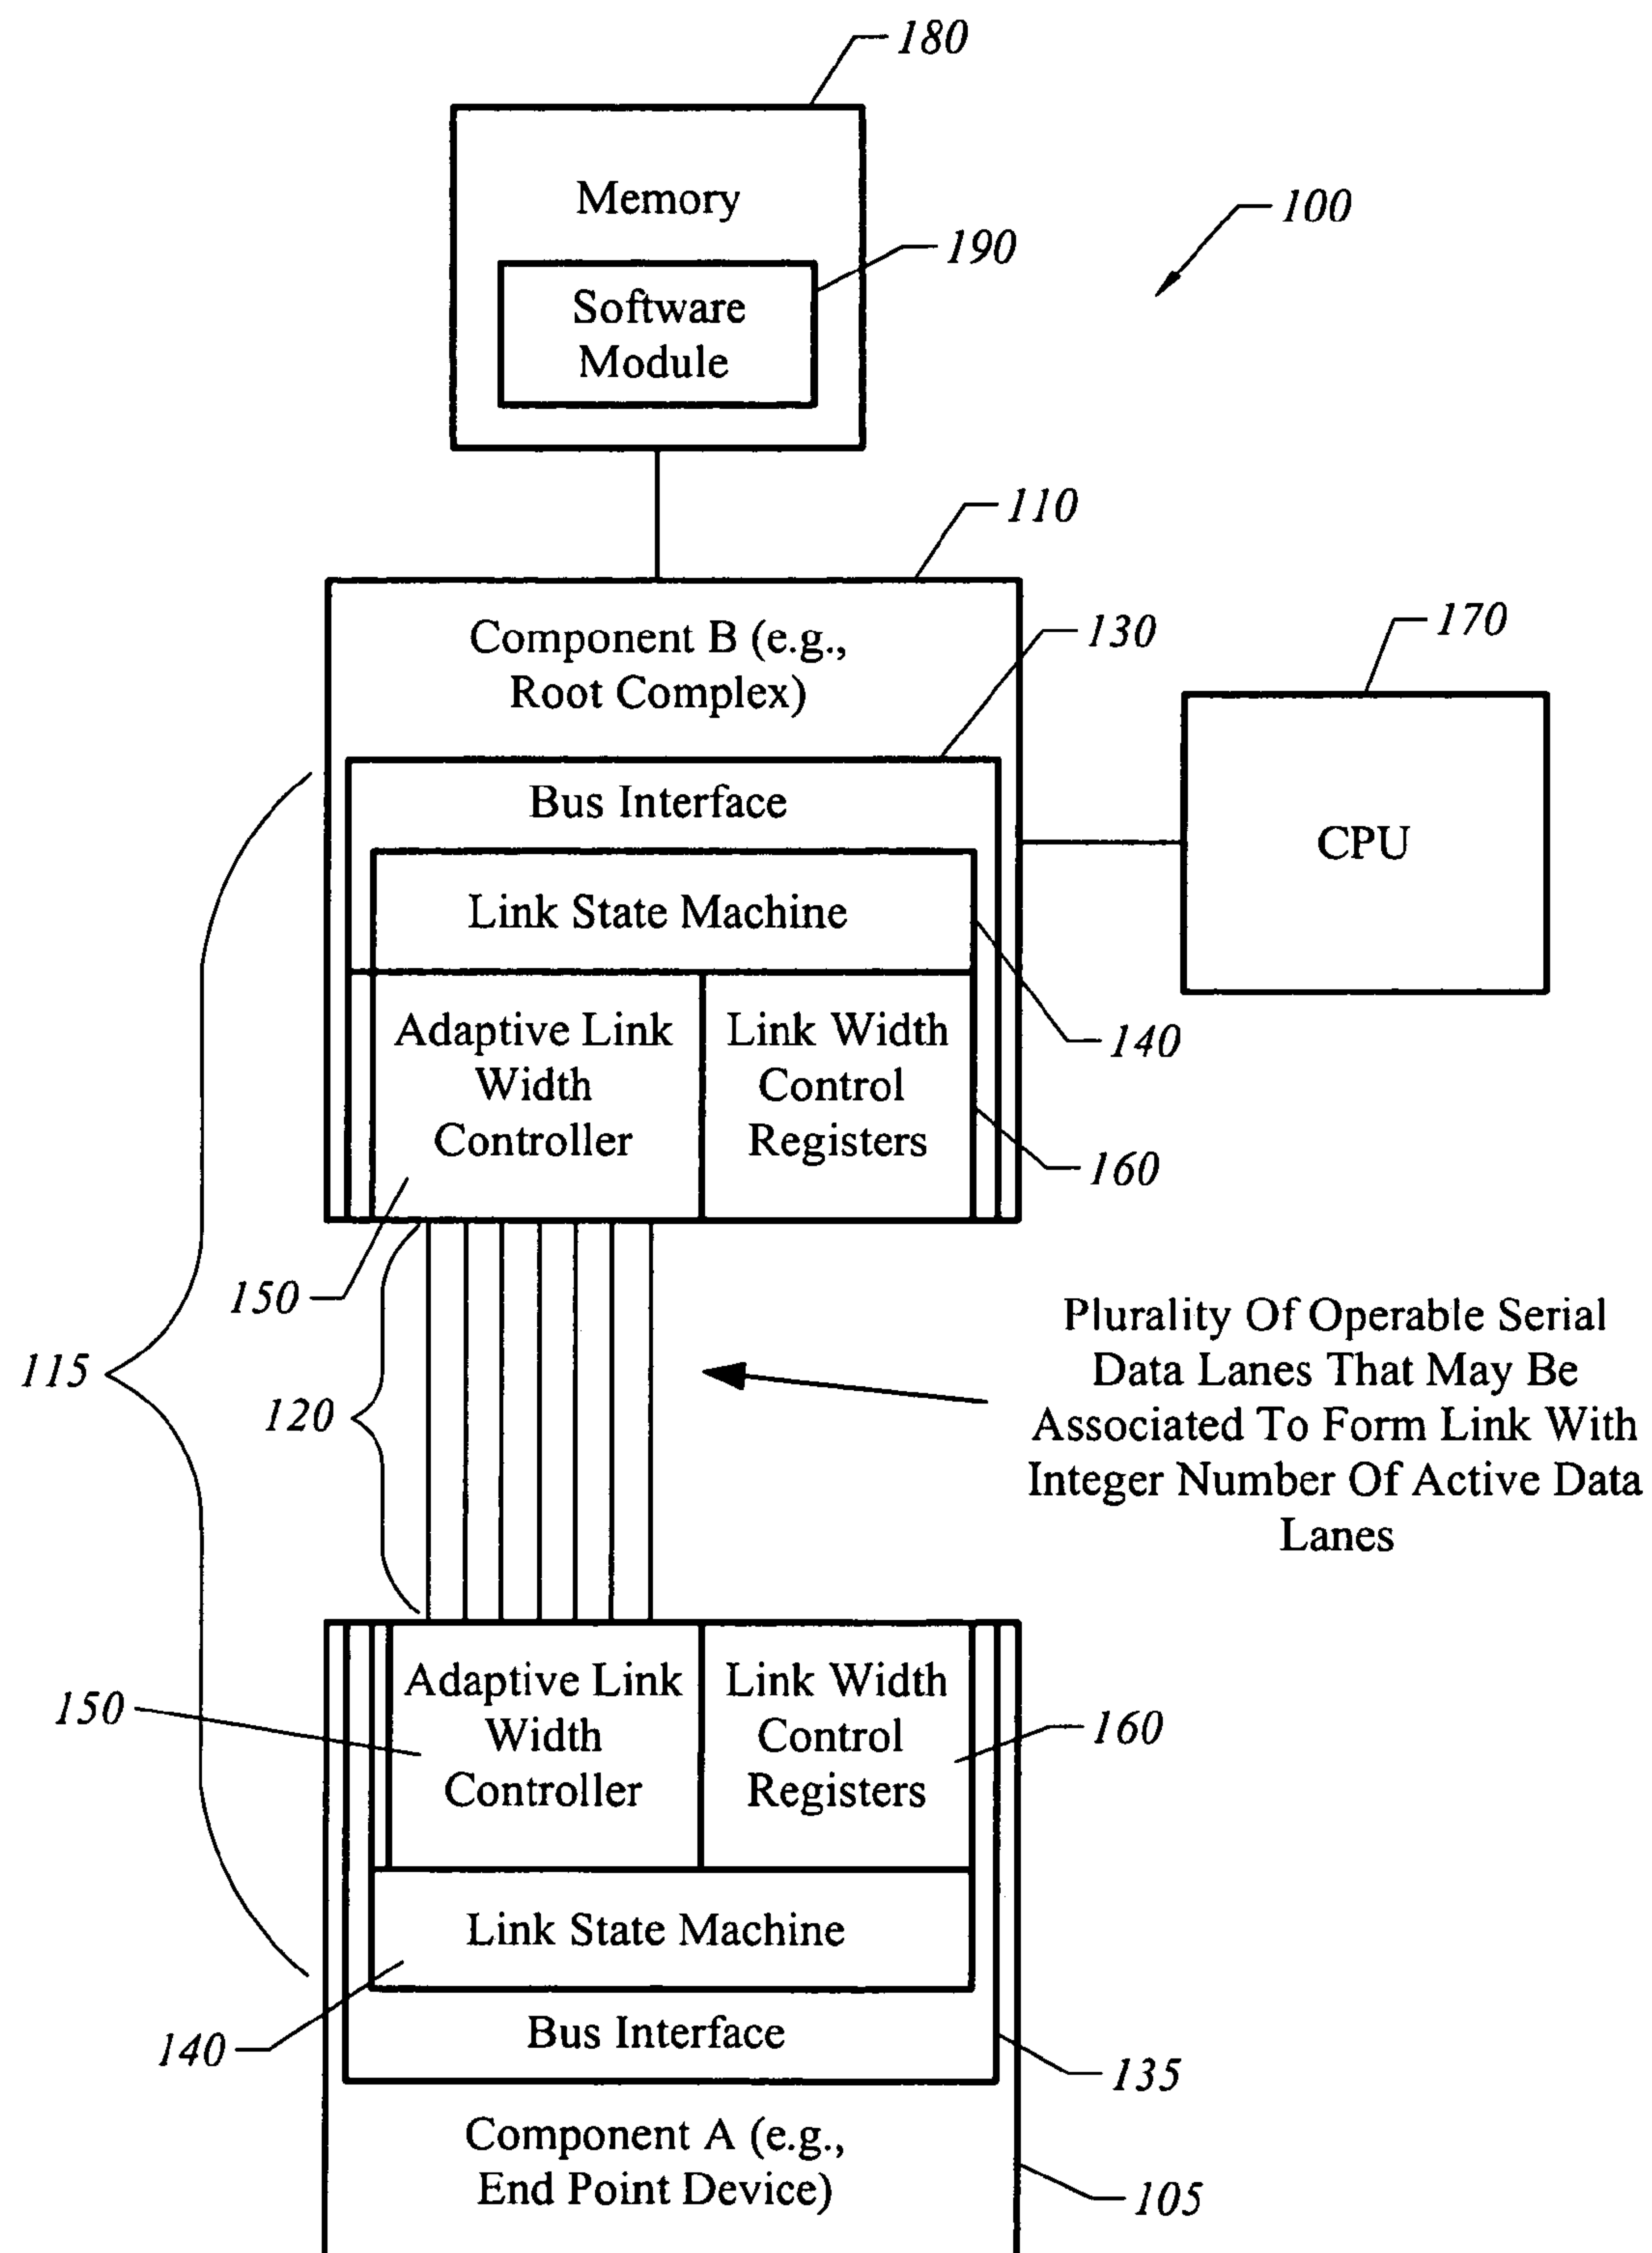 180
Memory
100
190
Software
Module
110
Component B (e.g.,
Root Complex)
130
170
Bus Interface
CPU
Link State Machine
Adaptive Link
Width
Controller
Link Width
Control
Registers
140
160
150
115
120
Plurality Of Operable Serial
Data Lanes That May Be
Associated To Form Link With
Integer Number Of Active Data
Lanes
Adaptive Link
Width
Controller
Link Width
Control
Registers
150
160
Link State Machine
140
Bus Interface
135
Component A (e.g.,
End Point Device)
105